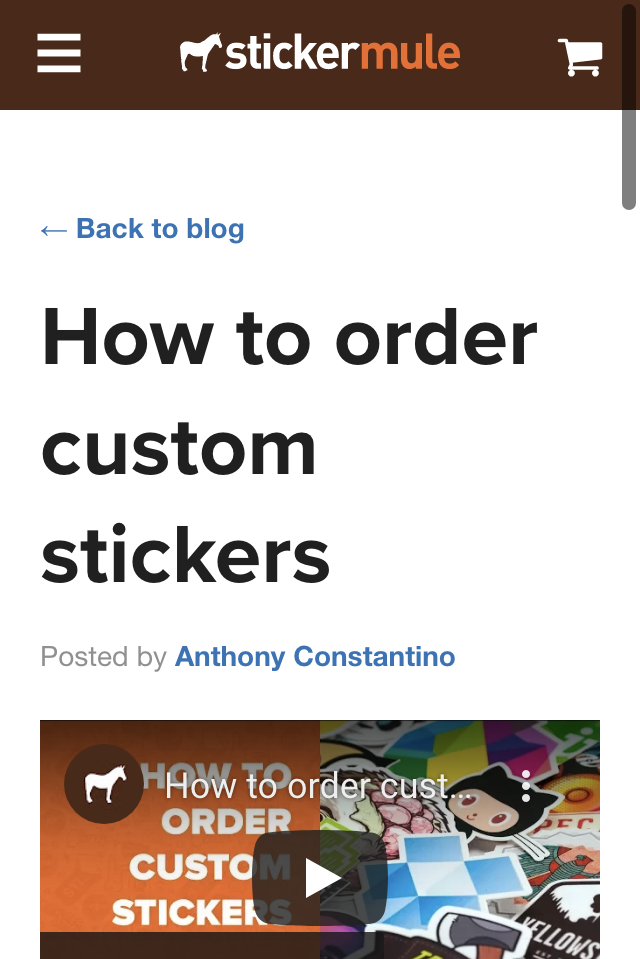 stickermule
← Back to blog
How to order
custom
stickers
Posted by Anthony Constantino
How to order cust...
HOW TO
ORDER
CUSTOM
STICKERS
YELLOWS